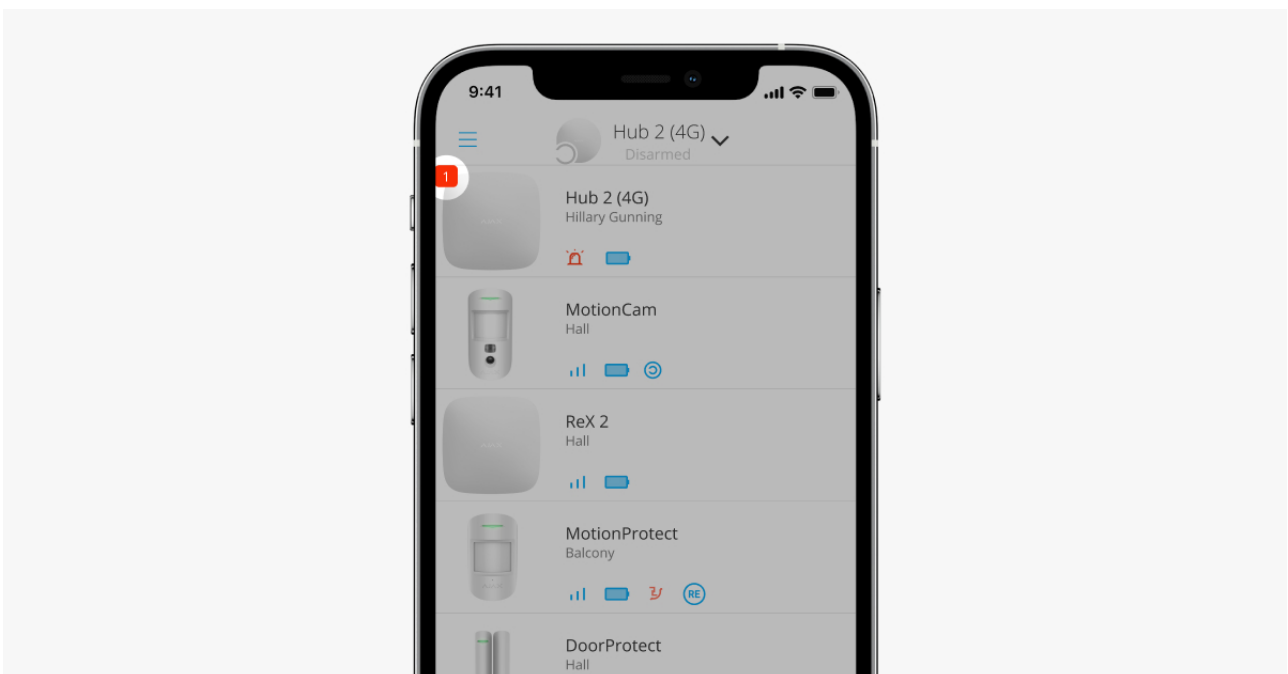 9:41
Hub 2 (4G)
Disarmed
1
Hub 2 (4G)
Hillary Gunning
MotionCam
Hall
ReX 2
Hall
MotionProtect
Balcony
RE
DoorProtect
Hall